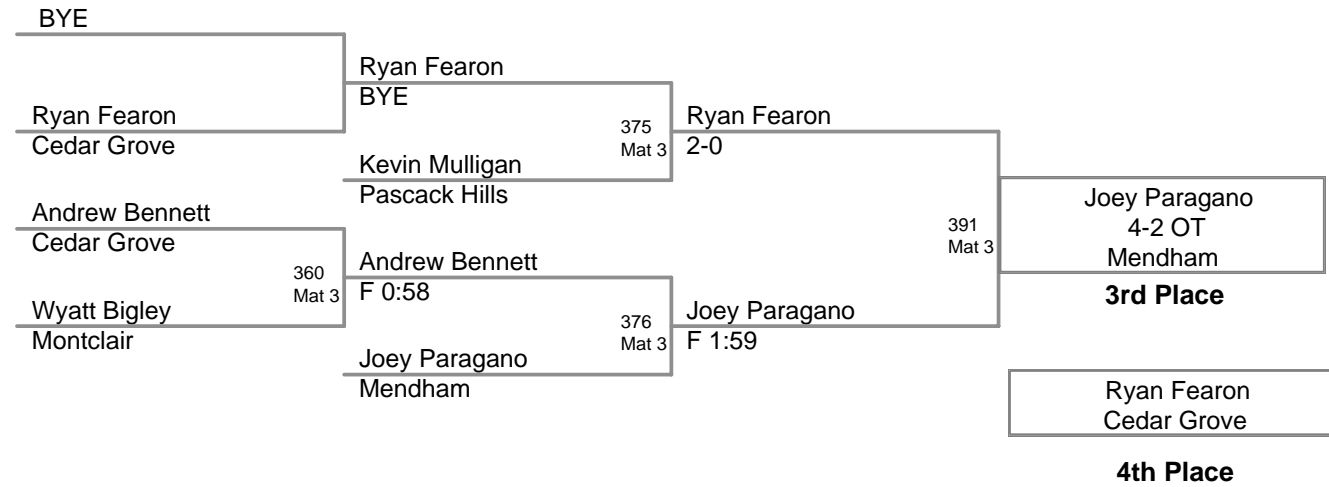 BYE
Ryan Fearon
BYE
Ryan Fearon
Cedar Grove
375
Mat 3
Ryan Fearon
2-0
Kevin Mulligan
Pascack Hills
Andrew Bennett
Cedar Grove
391
Mat 3
Joey Paragano
4-2 OT
Mendham
3rd Place
360
Mat 3
Andrew Bennett
F 0:58
Wyatt Bigley
Montclair
376
Mat 3
Joey Paragano
F 1:59
Joey Paragano
Mendham
Ryan Fearon
Cedar Grove
4th Place